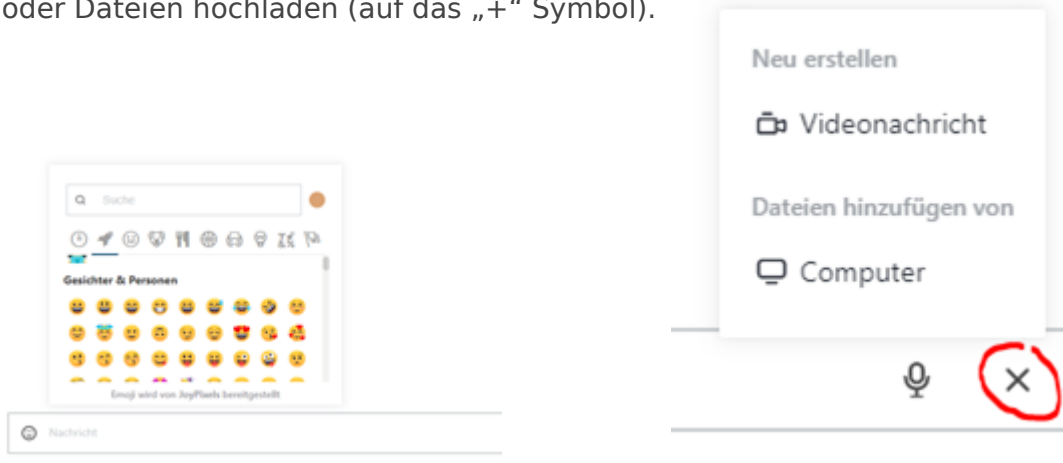 oder Dateien hochladen (auf das „+“ Symbol).
Suche
Gesichter & Personen
Emoji wird von JoyPixels bereitgestellt
Nachricht
Neu erstellen
Videonachricht
Dateien hinzufügen von
Computer